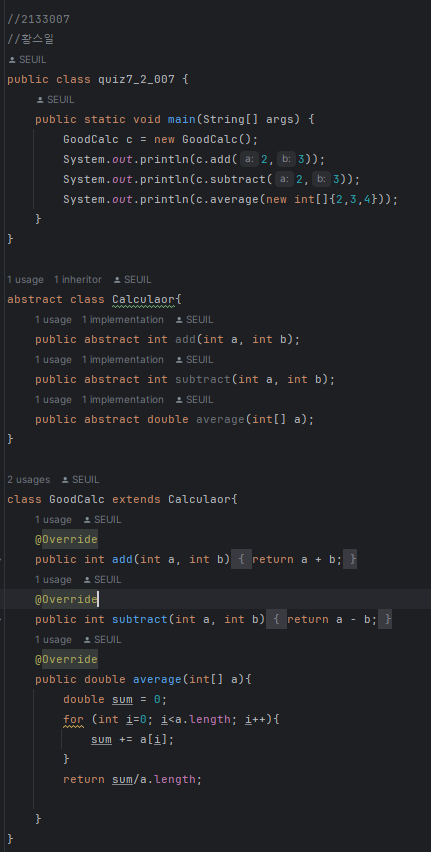 //2133007
//황스일
SEUIL
public class quiz7_2_007 {
SEUIL
public static void main(String[] args) {
GoodCalc c = new GoodCalc();
System.out.println(c.add( a: 2, b: 3));
System.out.println(c.subtract( a: 2, b: 3));
System.out.println(c.average(new int[]{2,3,4}));
}
}
1 usage 1 inheritor SEUIL
abstract class Calculaor{
1 usage 1 implementation SEUIL
public abstract int add(int a, int b);
1 usage 1 implementation SEUIL
public abstract int subtract(int a, int b);
1 usage 1 implementation SEUIL
public abstract double average(int[] a);
}
2 usages SEUIL
class GoodCalc extends Calculaor{
1 usage SEUIL
@Override
public int add(int a, int b) { return a + b; }
1 usage SEUIL
@Override
public int subtract(int a, int b) { return a - b; }
1 usage SEUIL
@Override
public double average(int[] a){
double sum = 0;
for (int i=0; i<a.length; i++){
sum += a[i];
}
return sum/a.length;
}
}